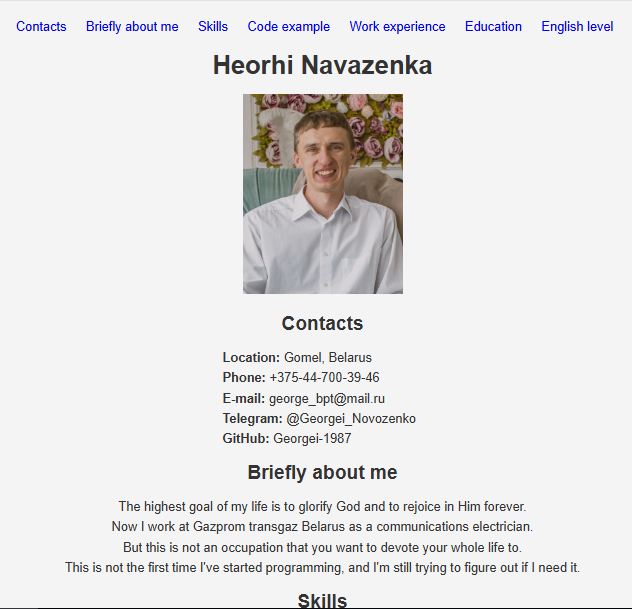 Contacts Briefly about me Skills Code example Work experience Education English level
Heorhi Navazenka
Contacts
Location: Gomel, Belarus
Phone: +375-44-700-39-46
E-mail: george_bpt@mail.ru
Telegram: @Georgei_Novozenko
GitHub: Georgei-1987
Briefly about me
The highest goal of my life is to glorify God and to rejoice in Him forever.
Now I work at Gazprom transgaz Belarus as a communications electrician.
But this is not an occupation that you want to devote your whole life to.
This is not the first time I've started programming, and I'm still trying to figure out if I need it.
Skills